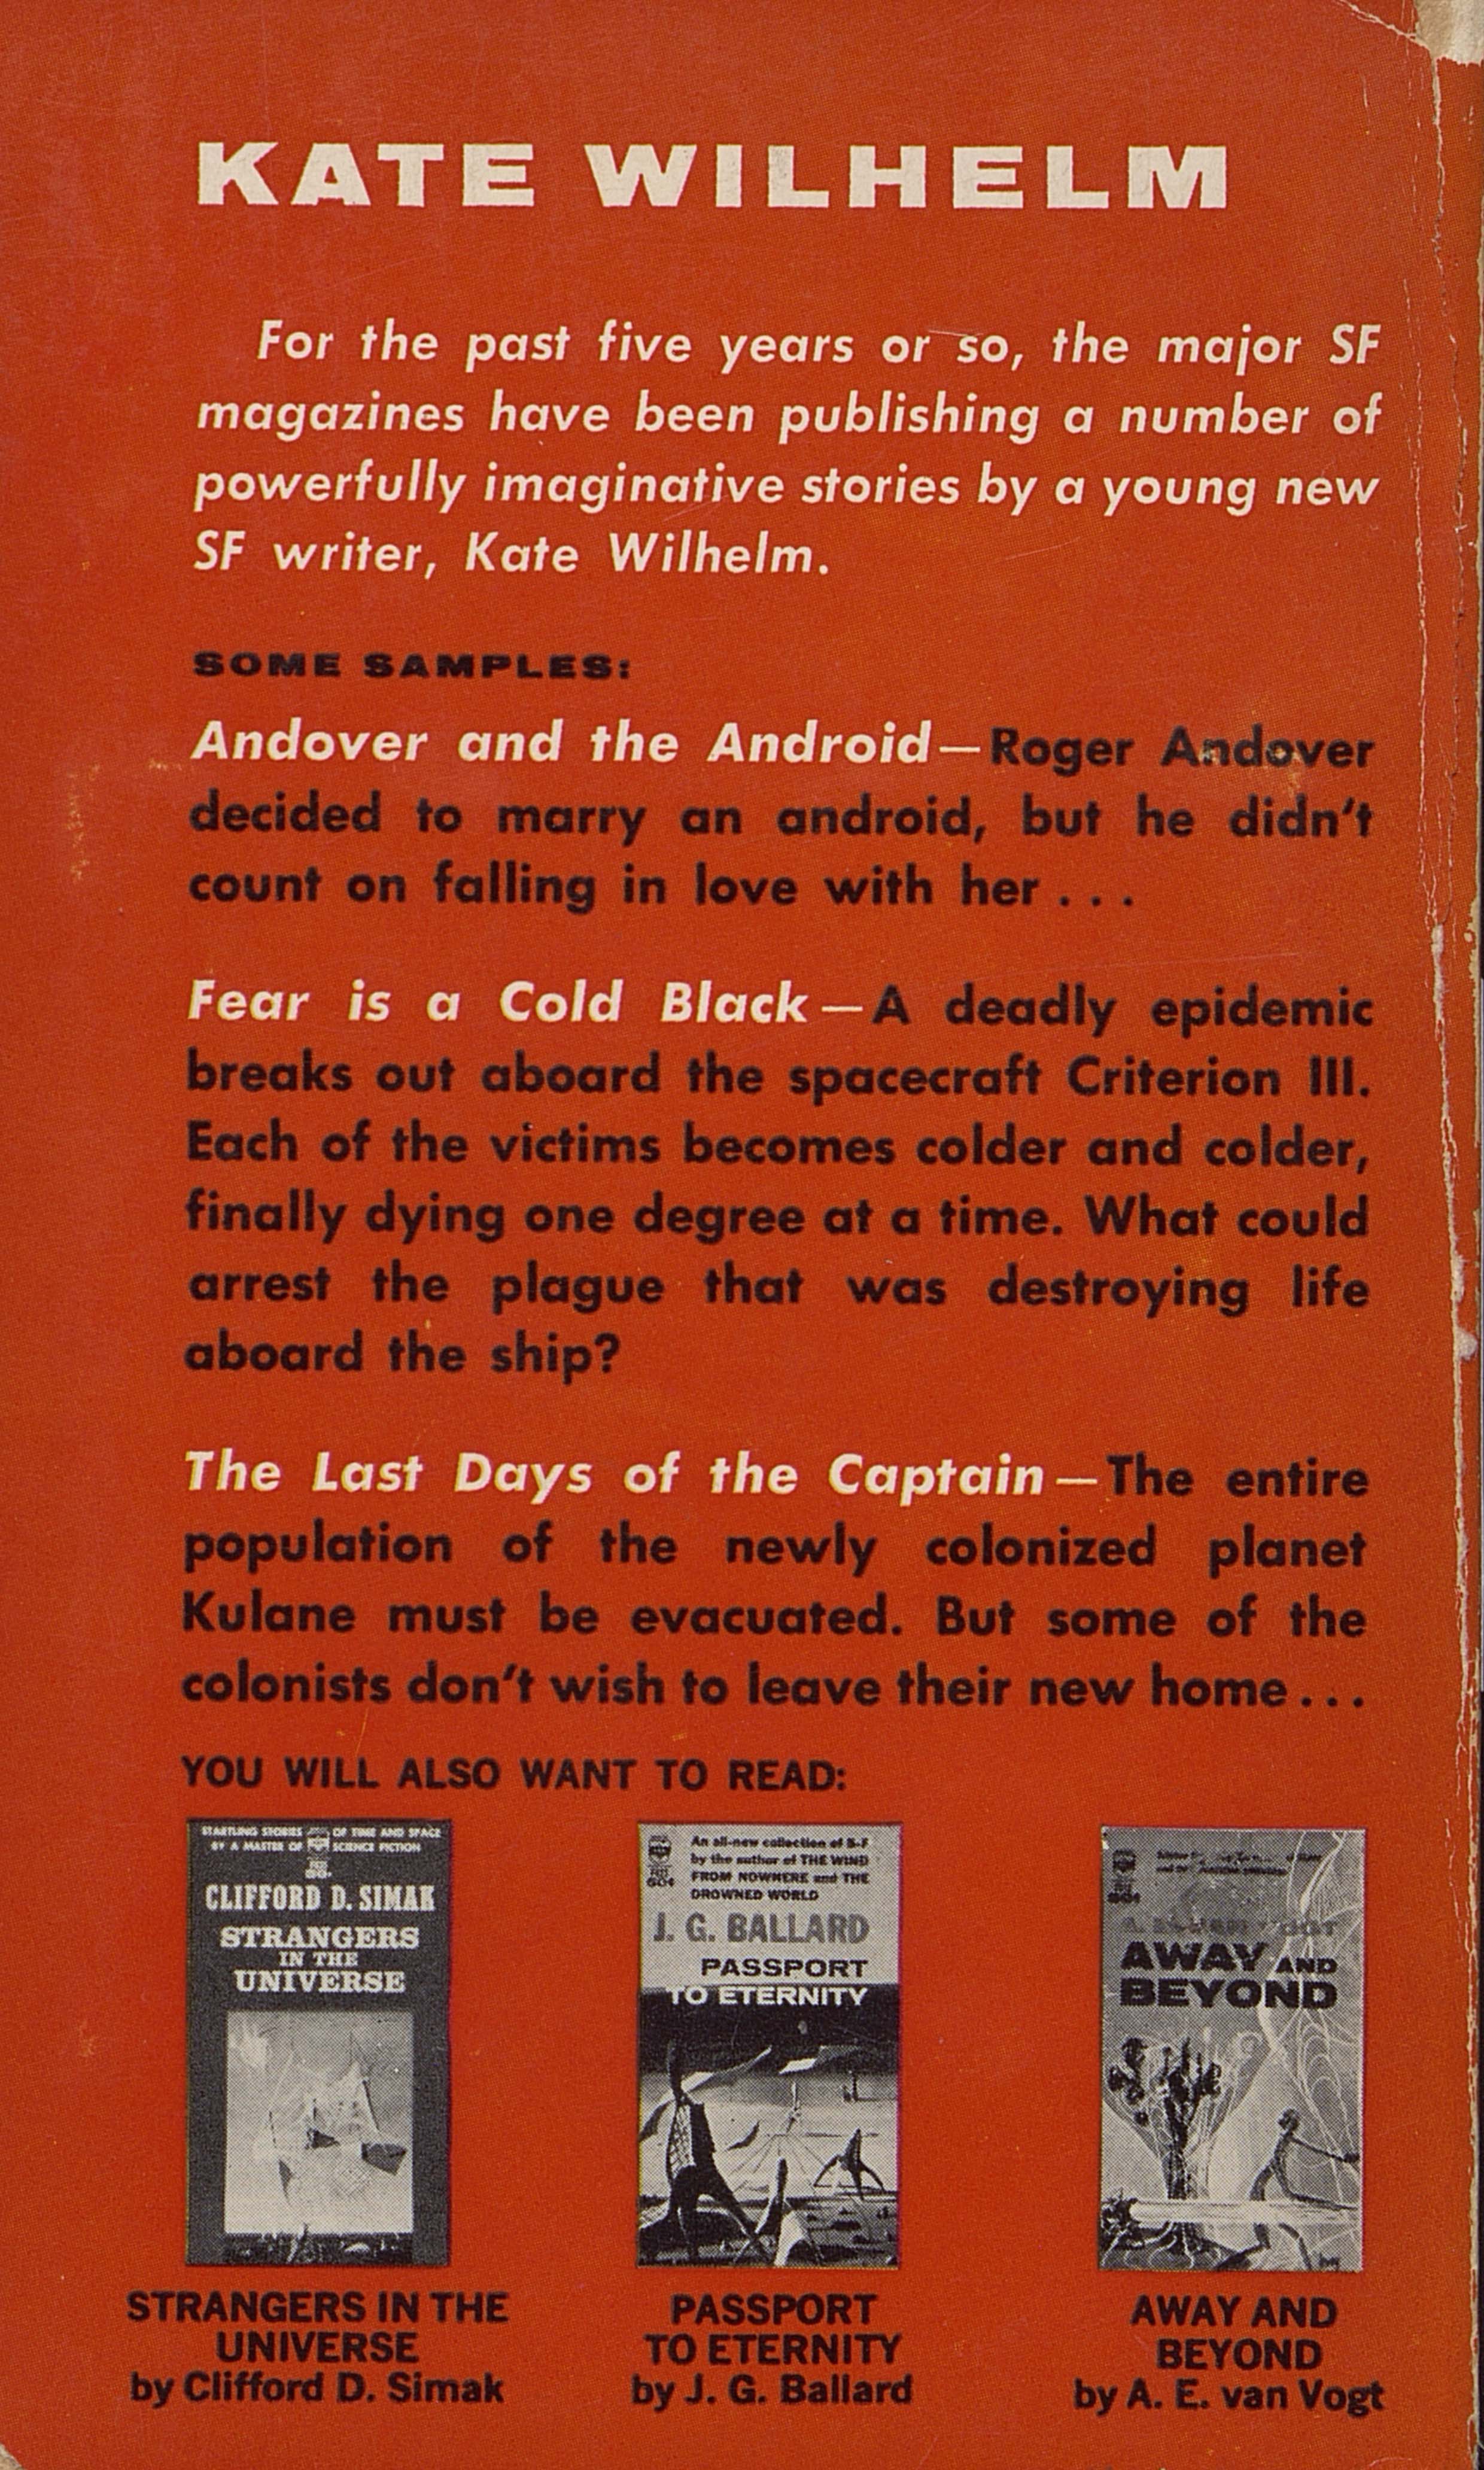 KATE WILHELM
For the past five years or so, the major SF
magazines have been publishing a number of
powerfully imaginative stories by a young new
SF writer, Kate Wilhelm.
SOME SAMPLES:
Andover and the Android—Roger Andover
decided to marry an android, but he didn't
count on falling in love with her . . .
Fear is a Cold Black—A deadly epidemic
breaks out aboard the spacecraft Criterion III.
Each of the victims becomes colder and colder,
finally dying one degree at a time. What could
arrest the plague that was destroying life
aboard the ship?
The Last Days of the Captain—The entire
population of the newly colonized planet
Kulane must be evacuated. But some of the
colonists don't wish to leave their new home . . .
YOU WILL ALSO WANT TO READ:
STARTLING STORIES OF TIME AND SPACE
BY A MASTER OF SCIENCE FICTION
CLIFFORD D. SIMAK
STRANGERS
IN THE
UNIVERSE
STRANGERS IN THE
UNIVERSE
by Clifford D. Simak
An all-new collection of S-F
by the author of THE WIND
FROM NOWHERE and THE
DROWNED WORLD
60¢
J. G. BALLARD
PASSPORT
TO ETERNITY
PASSPORT
TO ETERNITY
by J. G. Ballard
AWAY AND
BEYOND
AWAY AND
BEYOND
by A. E. van Vogt